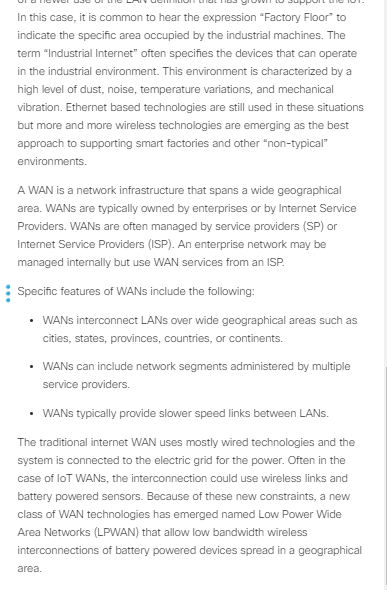 of a newer use of the LAN definition that has grown to support the IoT.
In this case, it is common to hear the expression “Factory Floor” to
indicate the specific area occupied by the industrial machines. The
term “Industrial Internet” often specifies the devices that can operate
in the industrial environment. This environment is characterized by a
high level of dust, noise, temperature variations, and mechanical
vibration. Ethernet based technologies are still used in these situations
but more and more wireless technologies are emerging as the best
approach to supporting smart factories and other “non-typical”
environments.
A WAN is a network infrastructure that spans a wide geographical
area. WANs are typically owned by enterprises or by Internet Service
Providers. WANs are often managed by service providers (SP) or
Internet Service Providers (ISP). An enterprise network may be
managed internally but use WAN services from an ISP.
Specific features of WANs include the following:
• WANs interconnect LANs over wide geographical areas such as
cities, states, provinces, countries, or continents.
• WANs can include network segments administered by multiple
service providers.
• WANs typically provide slower speed links between LANs.
The traditional internet WAN uses mostly wired technologies and the
system is connected to the electric grid for the power. Often in the
case of IoT WANs, the interconnection could use wireless links and
battery powered sensors. Because of these new constraints, a new
class of WAN technologies has emerged named Low Power Wide
Area Networks (LPWAN) that allow low bandwidth wireless
interconnections of battery powered devices spread in a geographical
area.